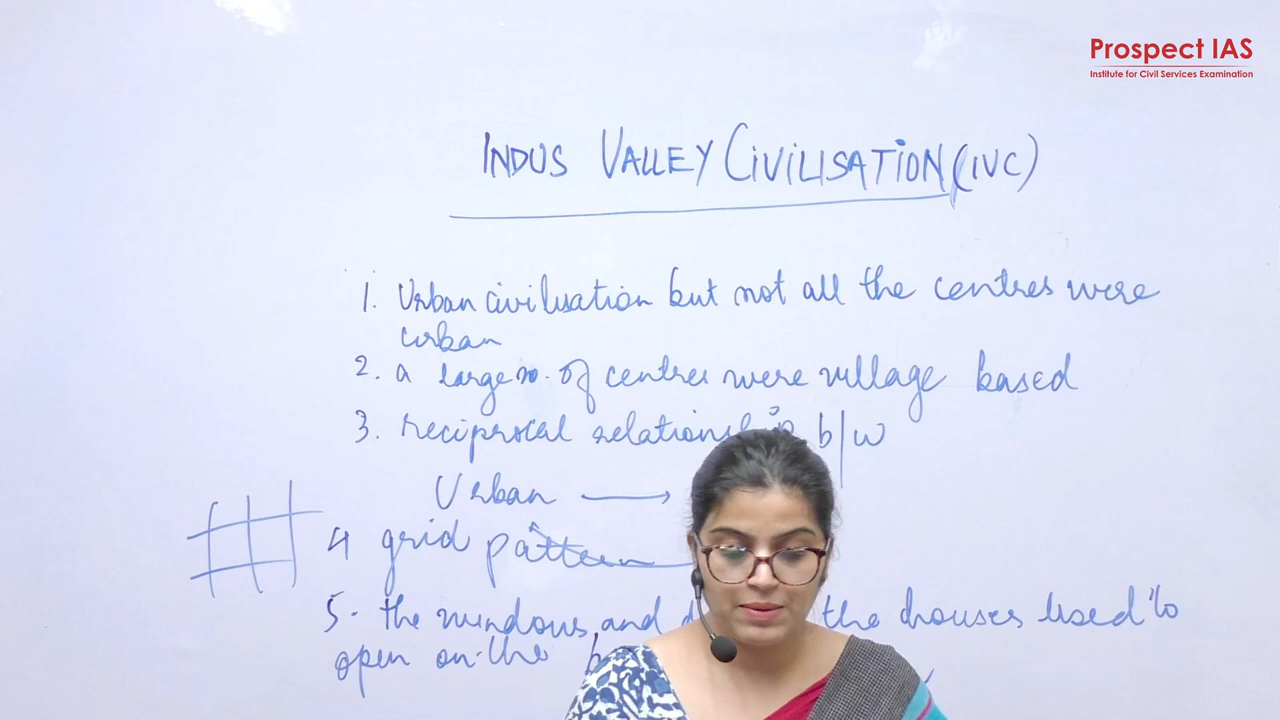 Prospect IAS
Institute for Civil Services Examination
INDUS VALLEY CIVILISATION (IVC)
1. Urban civilisation but not all the centres were
urban
2. a large no. of centres were village based
3. reciprocal relationship b/w
Urban →
4 grid pattern
5. the windows and the houses used to
open on the